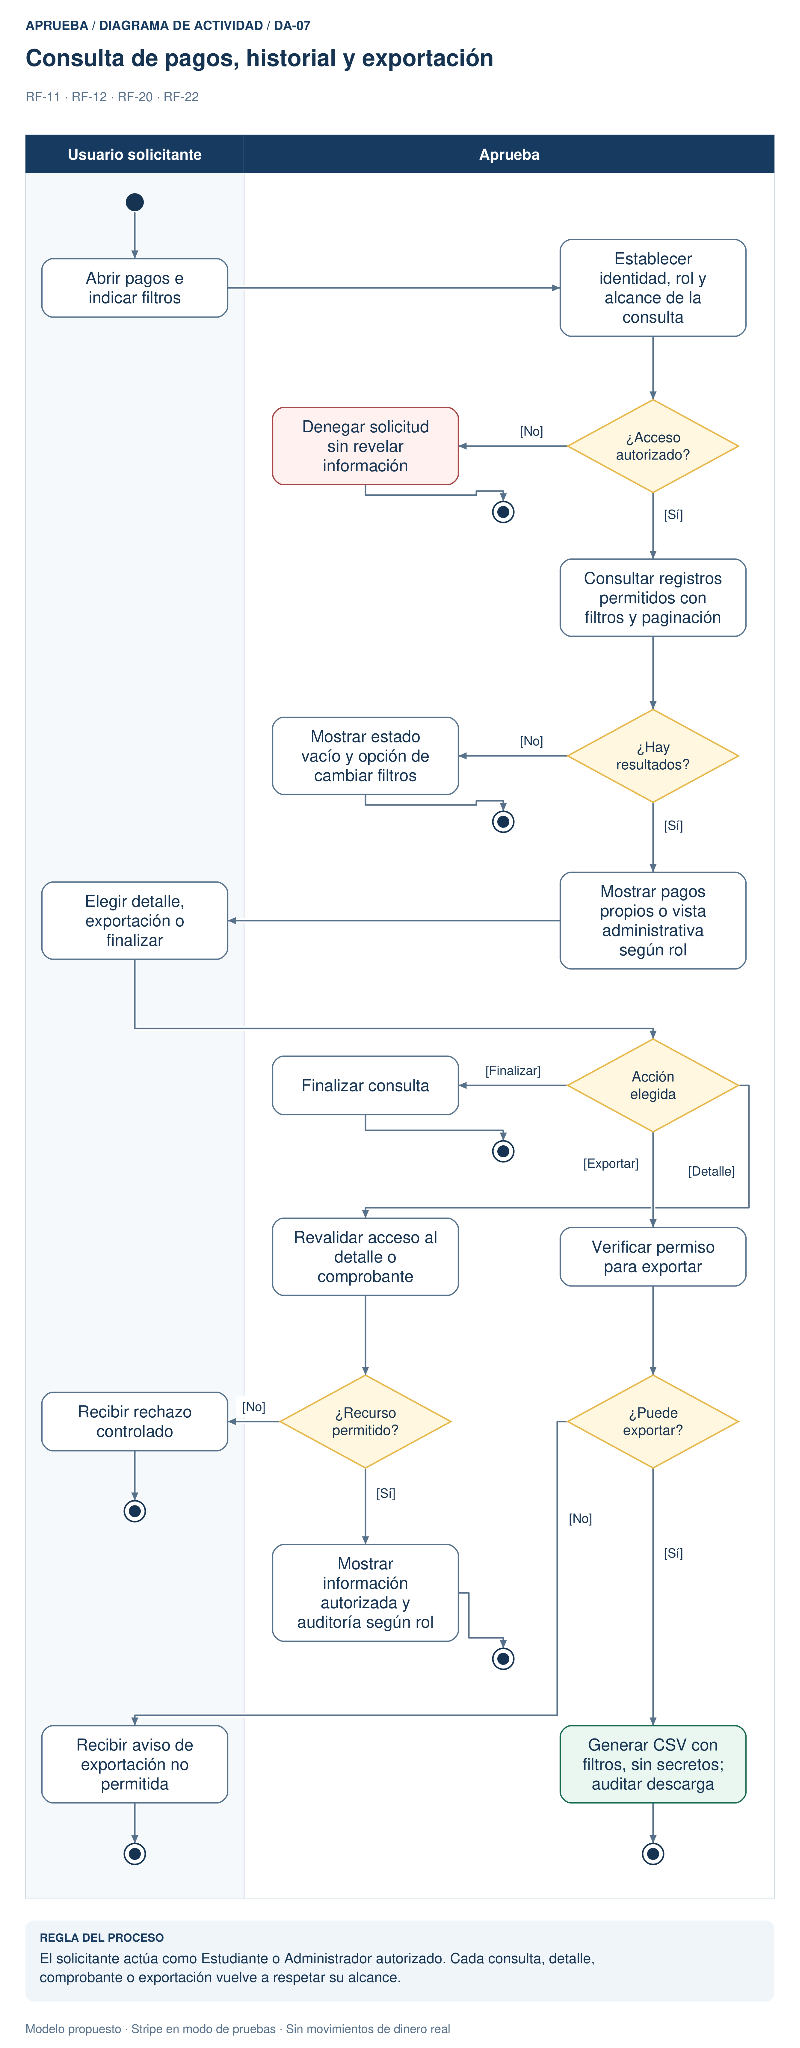 APRUEBA / DIAGRAMA DE ACTIVIDAD / DA-07
Consulta de pagos, historial y exportación
RF-11 · RF-12 · RF-20 · RF-22
Usuario solicitante
Aprueba
Abrir pagos e
indicar filtros
Establecer
identidad, rol y
alcance de la
consulta
¿Acceso
autorizado?
[No]
Denegar solicitud
sin revelar
información
[Sí]
Consultar registros
permitidos con
filtros y paginación
¿Hay
resultados?
[No]
Mostrar estado
vacío y opción de
cambiar filtros
[Sí]
Mostrar pagos
propios o vista
administrativa
según rol
Elegir detalle,
exportación o
finalizar
Acción
elegida
[Finalizar]
Finalizar consulta
[Exportar]
[Detalle]
Revalidar acceso al
detalle o
comprobante
Verificar permiso
para exportar
¿Recurso
permitido?
[No]
Recibir rechazo
controlado
¿Puede
exportar?
[Sí]
[No]
[Sí]
Mostrar
información
autorizada y
auditoría según rol
Recibir aviso de
exportación no
permitida
Generar CSV con
filtros, sin secretos;
auditar descarga
REGLA DEL PROCESO
El solicitante actúa como Estudiante o Administrador autorizado. Cada consulta, detalle,
comprobante o exportación vuelve a respetar su alcance.
Modelo propuesto · Stripe en modo de pruebas · Sin movimientos de dinero real